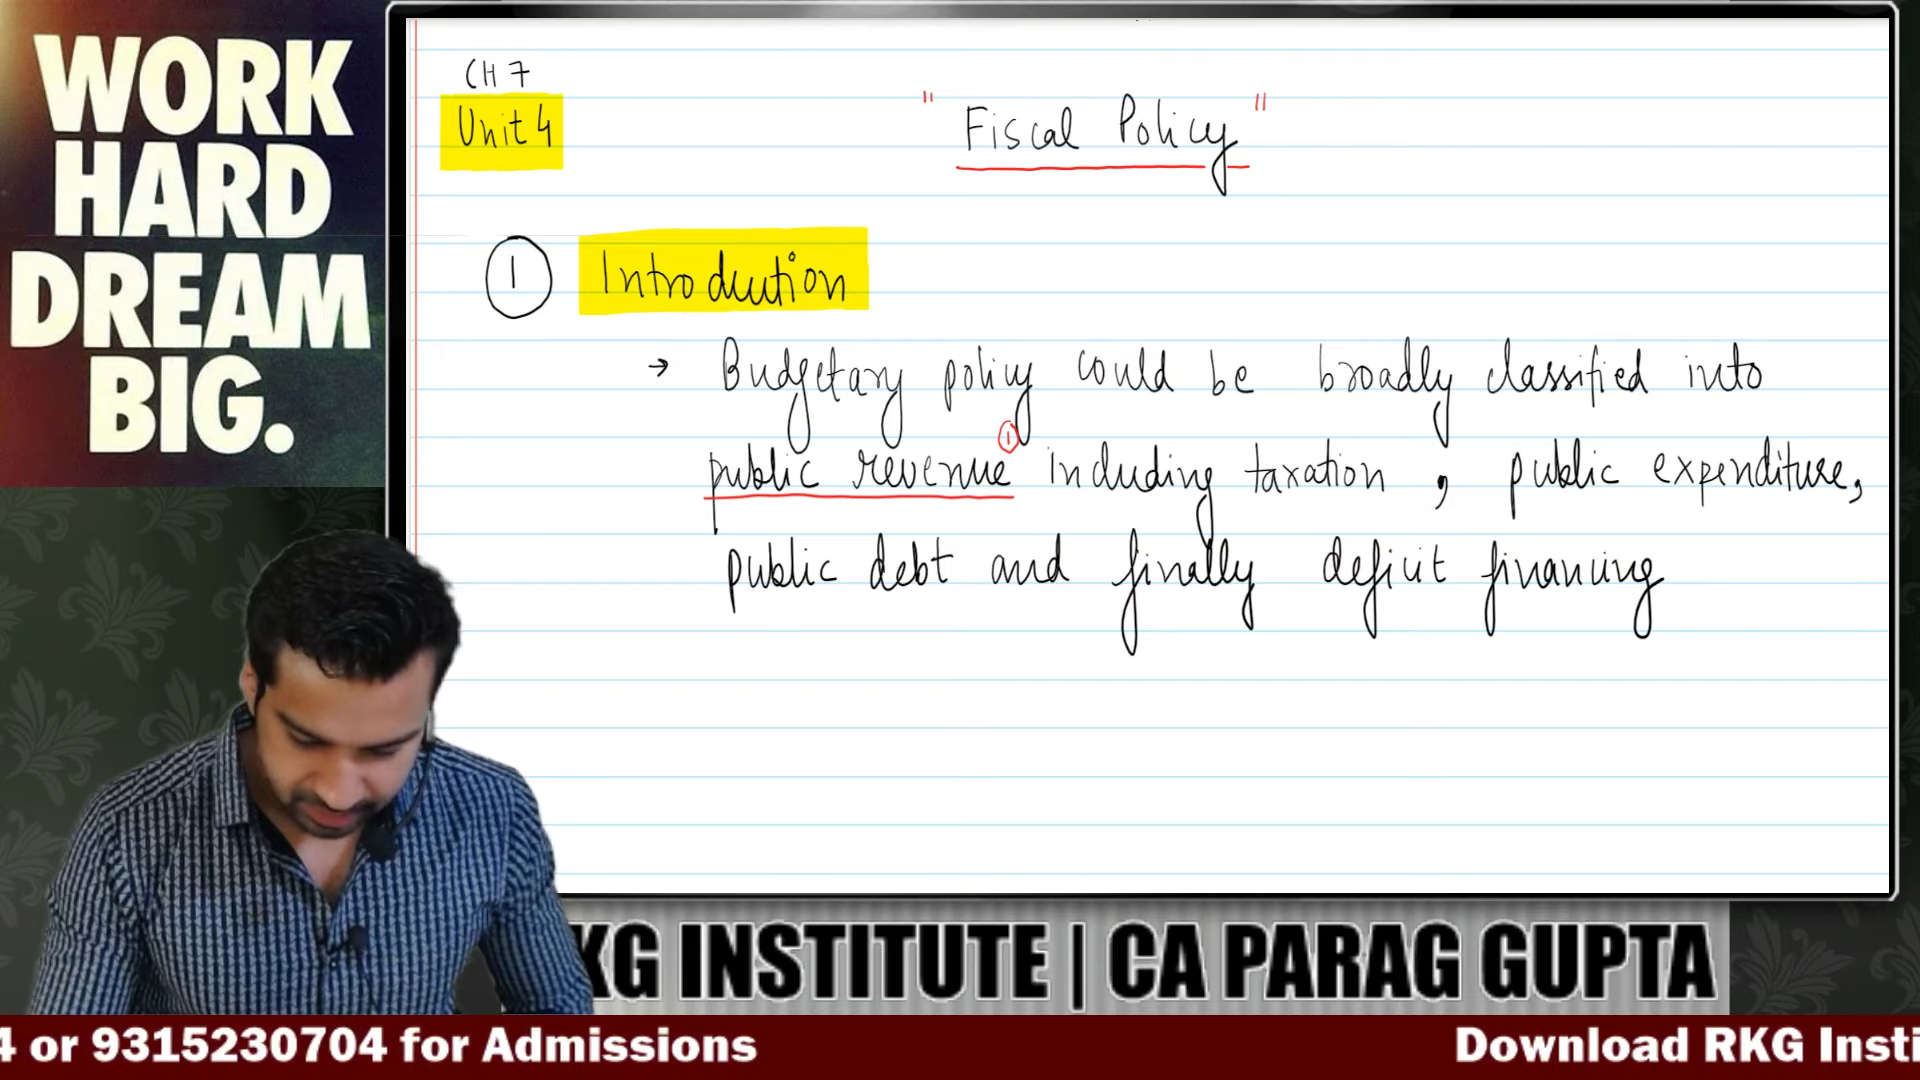 WORK
HARD
DREAM
BIG.
CH 7
Unit 4
" Fiscal Policy "
1 Introduction
→ Budgetary policy could be broadly classified into
public revenue 1 including taxation, public expenditure,
public debt and finally deficit financing
KG INSTITUTE | CA PARAG GUPTA
4 or 9315230704 for Admissions
Download RKG Insti